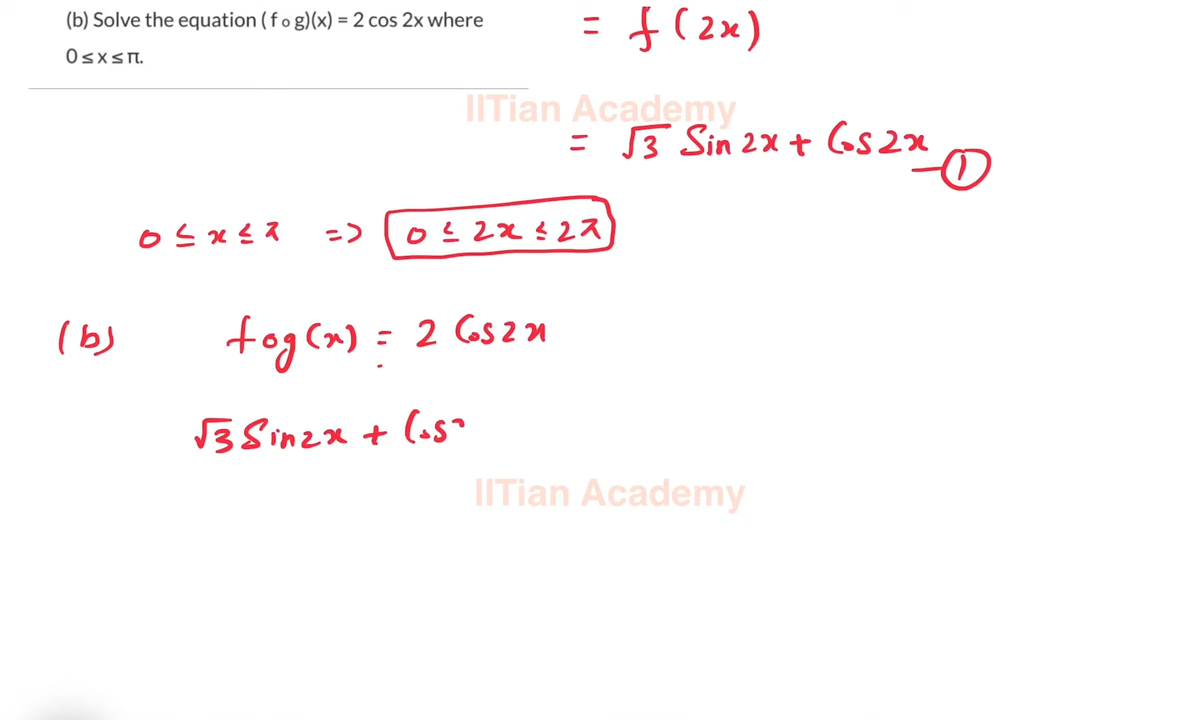 (b) Solve the equation (f o g)(x) = 2 cos 2x where
0 ≤ x ≤ π.
= f(2x)
IITian Academy
= √3 Sin 2x + Cos 2x —①
0 ≤ x ≤ π => 0 ≤ 2x ≤ 2π
(b) fog(x) = 2 Cos 2x
√3 Sin 2x + Cos
IITian Academy